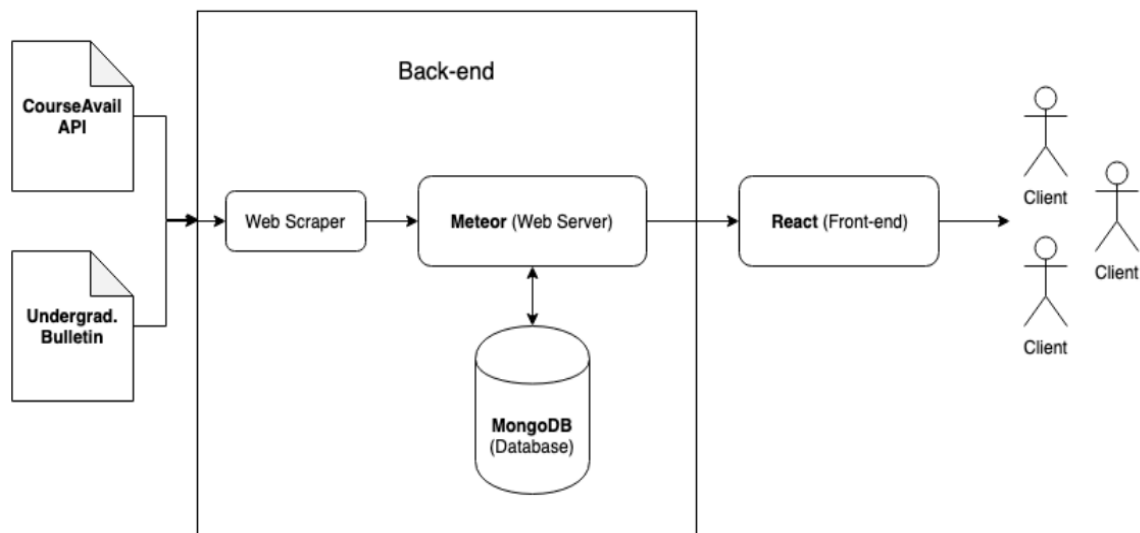 Back-end
CourseAvail
API
Undergrad.
Bulletin
Web Scraper
Meteor (Web Server)
MongoDB
(Database)
React (Front-end)
Client
Client
Client